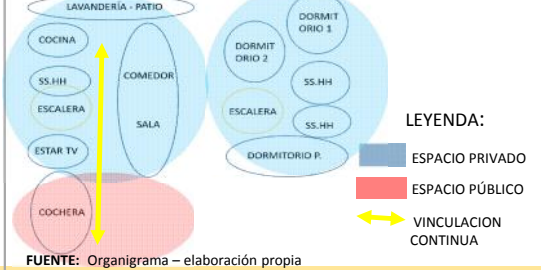 LAVANDERÍA - PATIO
COCINA
SS.HH
ESCALERA
ESTAR TV
COCHERA
COMEDOR
SALA
DORMIT
ORIO 1
DORMIT
ORIO 2
SS.HH
ESCALERA
SS.HH
DORMITORIO P.
LEYENDA:
ESPACIO PRIVADO
ESPACIO PÚBLICO
VINCULACION
CONTINUA
FUENTE: Organigrama – elaboración propia